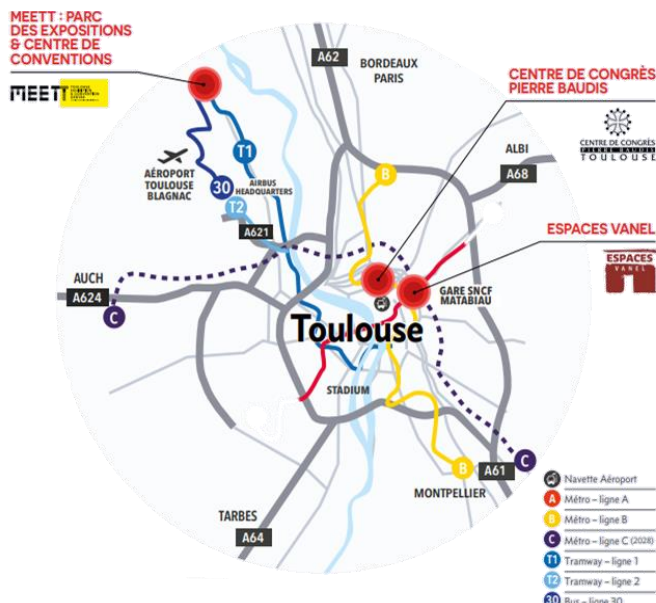 MEETT : PARC
DES EXPOSITIONS
& CENTRE DE
CONVENTIONS
MEETT
A62
BORDEAUX
PARIS
CENTRE DE CONGRÈS
PIERRE BAUDIS
CENTRE DE CONGRÈS
PIERRE BAUDIS
TOULOUSE
T1
B
ALBI
A68
AÉROPORT
TOULOUSE
BLAGNAC
30
AIRBUS
HEADQUARTERS
T2
A621
ESPACES VANEL
ESPACES
VANEL
AUCH
A624
C
GARE SNCF
MATABIAU
Toulouse
STADIUM
B
A61
C
MONTPELLIER
TARBES
A64
Navette Aéroport
A Métro – ligne A
B Métro – ligne B
C Métro – ligne C (2028)
T1 Tramway – ligne 1
T2 Tramway – ligne 2
30 Bus – ligne 30